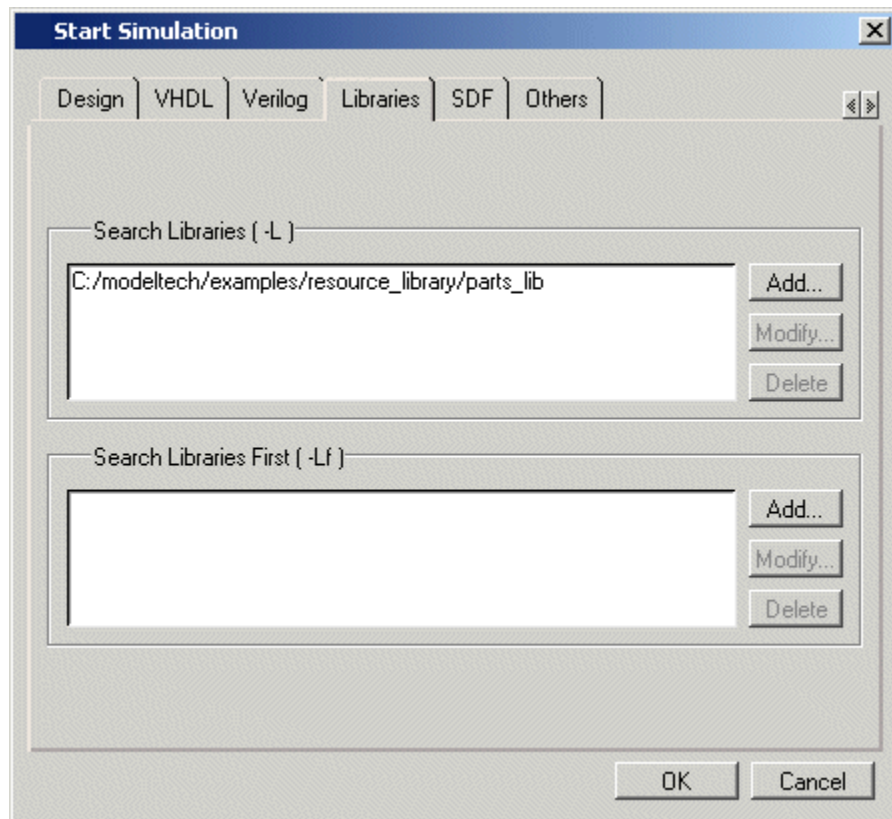 Start Simulation
Design VHDL Verilog Libraries SDF Others
Search Libraries ( -L )
C:/modeltech/examples/resource_library/parts_lib
Add...
Modify...
Delete
Search Libraries First ( -Lf )
Add...
Modify...
Delete
OK Cancel